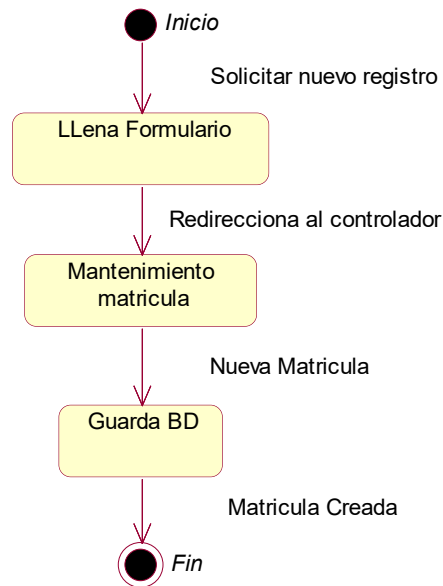 Inicio
Solicitar nuevo registro
LLena Formulario
Redirecciona al controlador
Mantenimiento
matricula
Nueva Matricula
Guarda BD
Matricula Creada
Fin